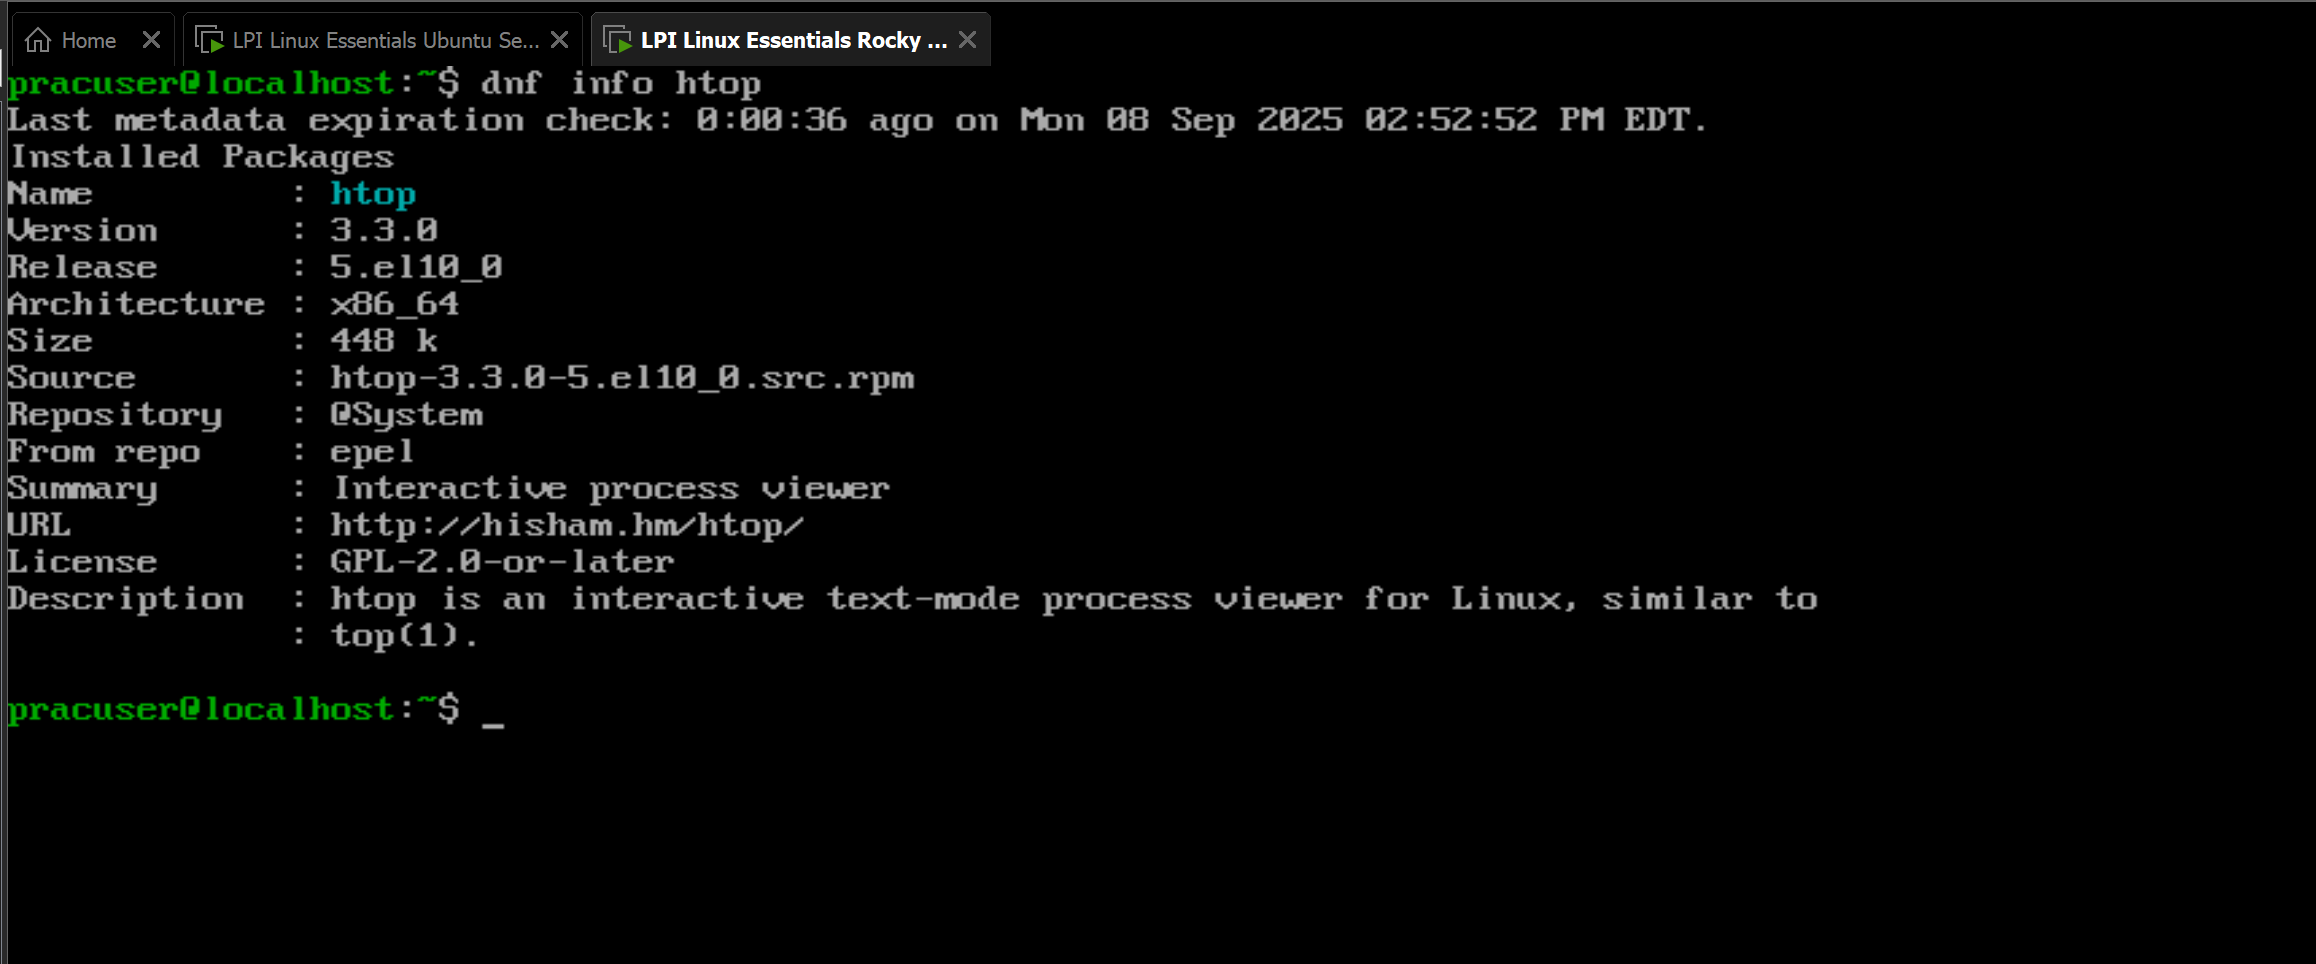 Home
LPI Linux Essentials Ubuntu Se...
LPI Linux Essentials Rocky ...
pracuser@localhost:~$ dnf info htop
Last metadata expiration check: 0:00:36 ago on Mon 08 Sep 2025 02:52:52 PM EDT.
Installed Packages
Name         : htop
Version      : 3.3.0
Release      : 5.el10_0
Architecture : x86_64
Size         : 448 k
Source       : htop-3.3.0-5.el10_0.src.rpm
Repository   : @System
From repo    : epel
Summary      : Interactive process viewer
URL          : http://hisham.hm/htop/
License      : GPL-2.0-or-later
Description  : htop is an interactive text-mode process viewer for Linux, similar to
             : top(1).
pracuser@localhost:~$ _